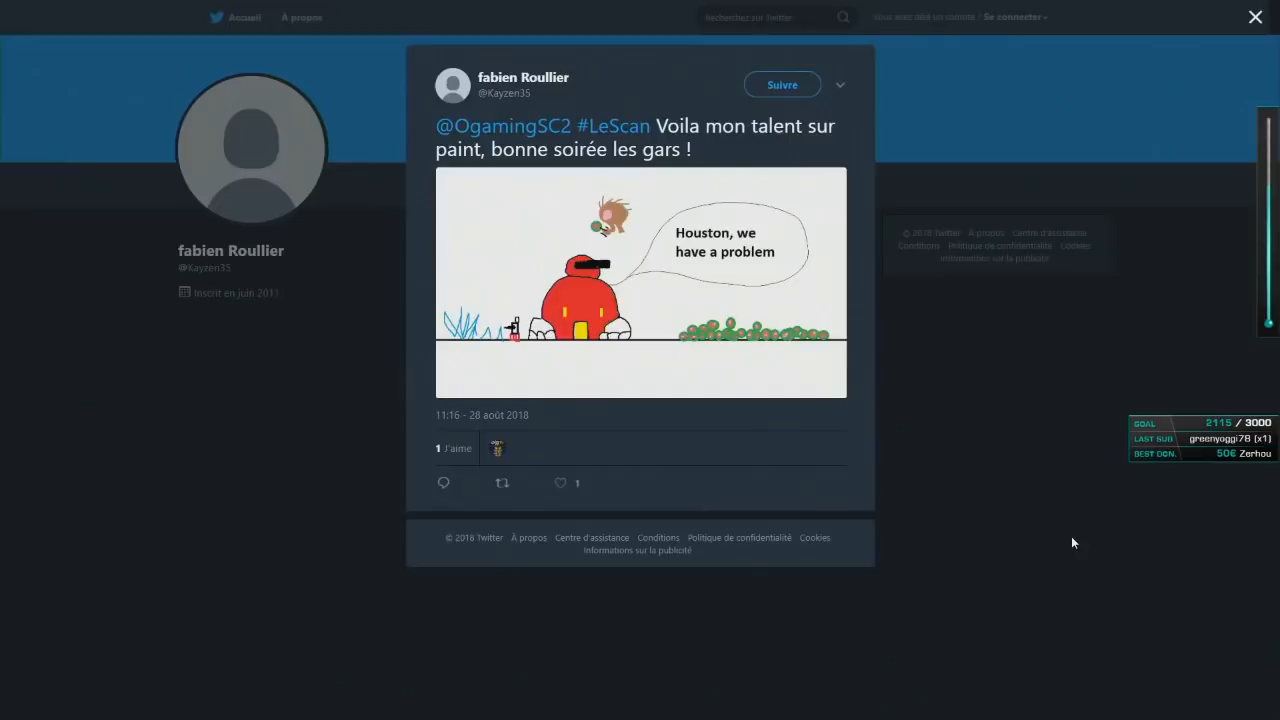 Accueil
À propos
Recherchez sur Twitter
Vous avez déjà un compte ? Se connecter
fabien Roullier
@Kayzen35
Suivre
@OgamingSC2 #LeScan Voila mon talent sur
paint, bonne soirée les gars !
Houston, we
have a problem
fabien Roullier
@Kayzen35
Inscrit en juin 2011
© 2018 Twitter À propos Centre d'assistance
Conditions Politique de confidentialité Cookies
Informations sur la publicité
11:16 - 28 août 2018
1 J'aime
1
GOAL 2115 / 3000
LAST SUB greenyoggi78 (x1)
BEST DON. 50€ Zerhou
© 2018 Twitter À propos Centre d'assistance Conditions Politique de confidentialité Cookies
Informations sur la publicité